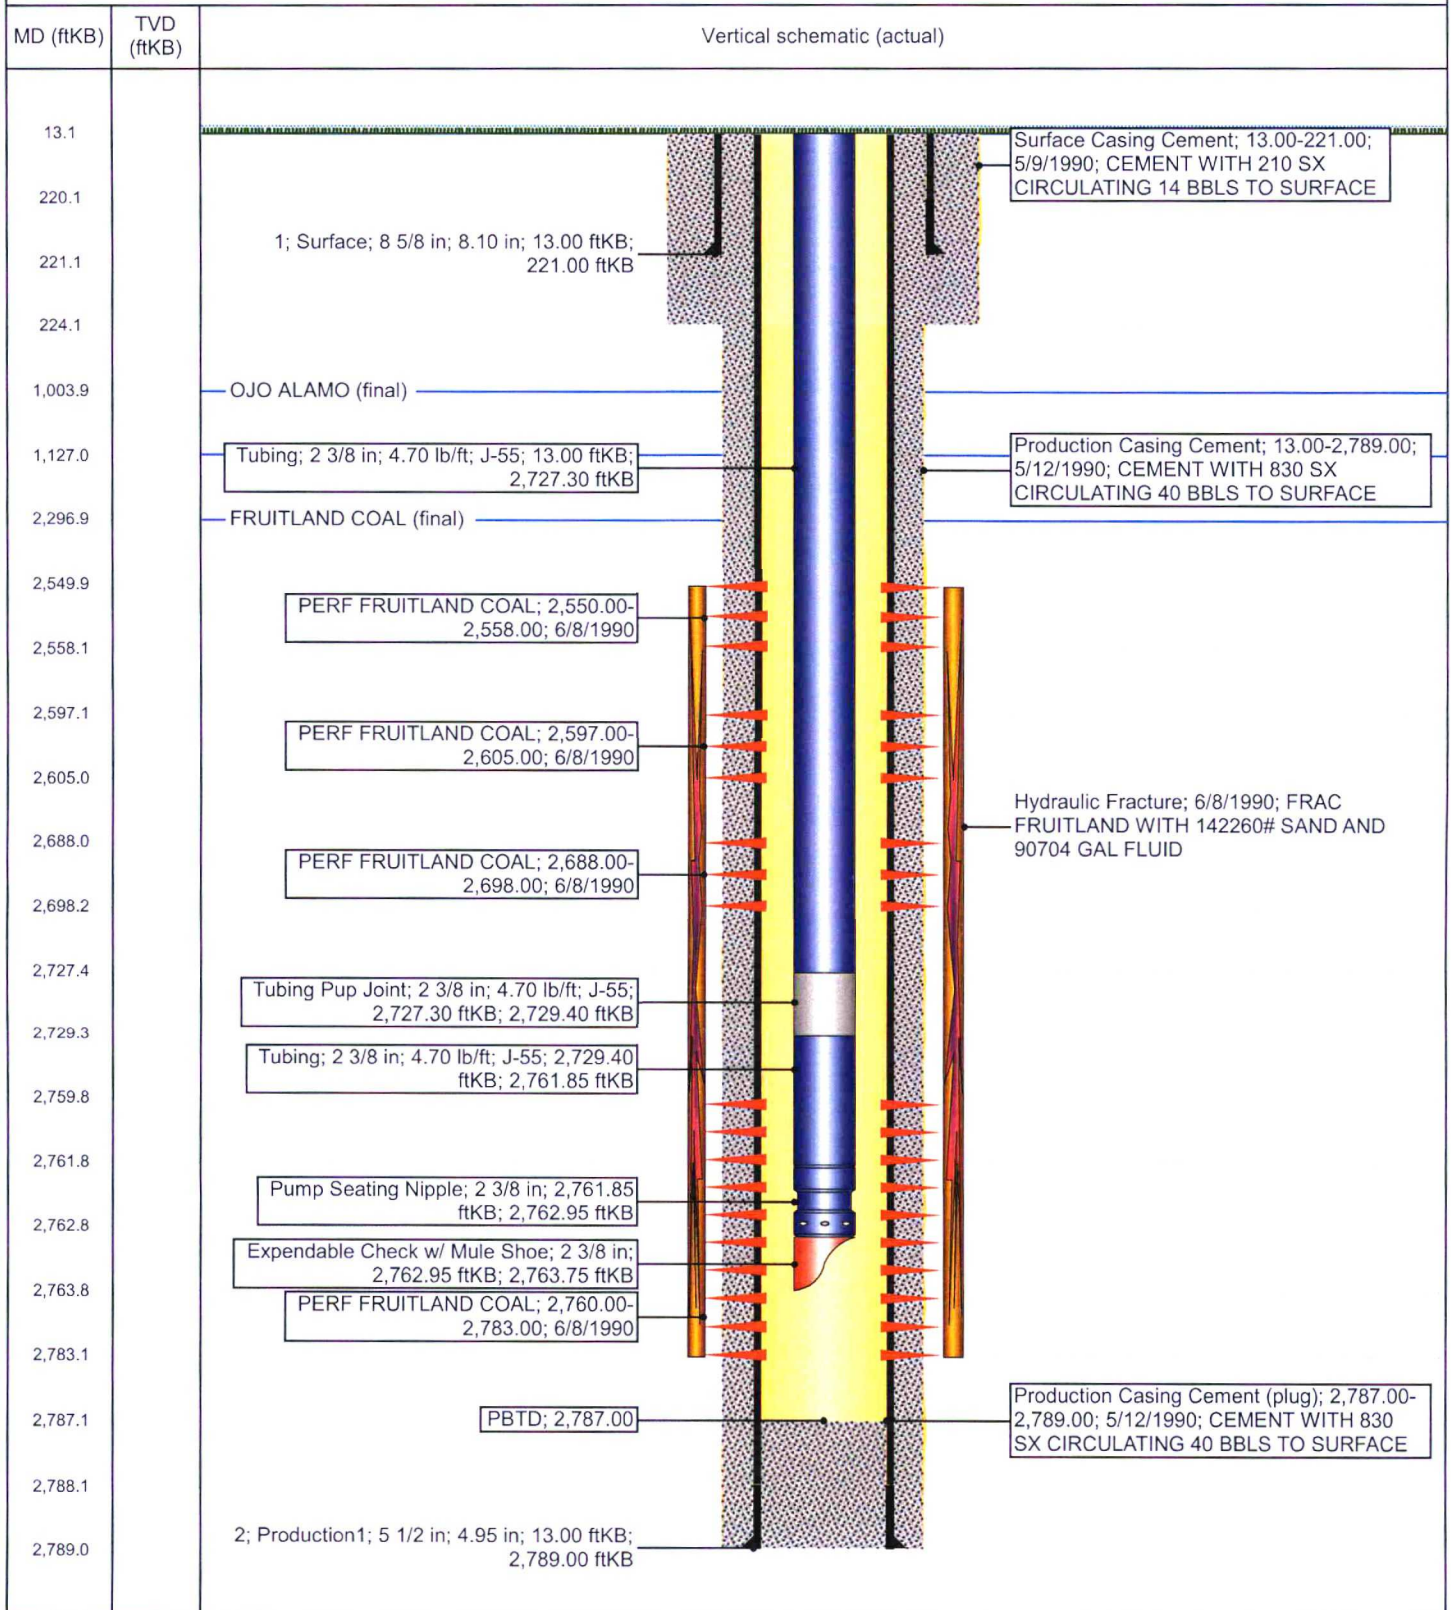 MD (ftKB)
TVD
(ftKB)
Vertical schematic (actual)
13.1
220.1
221.1
224.1
1,003.9
1,127.0
2,296.9
2,549.9
2,558.1
2,597.1
2,605.0
2,688.0
2,698.2
2,727.4
2,729.3
2,759.8
2,761.8
2,762.8
2,763.8
2,783.1
2,787.1
2,788.1
2,789.0
Surface Casing Cement; 13.00-221.00;
5/9/1990; CEMENT WITH 210 SX
CIRCULATING 14 BBLS TO SURFACE
1; Surface; 8 5/8 in; 8.10 in; 13.00 ftKB;
221.00 ftKB
OJO ALAMO (final)
Tubing; 2 3/8 in; 4.70 lb/ft; J-55; 13.00 ftKB;
2,727.30 ftKB
Production Casing Cement; 13.00-2,789.00;
5/12/1990; CEMENT WITH 830 SX
CIRCULATING 40 BBLS TO SURFACE
FRUITLAND COAL (final)
PERF FRUITLAND COAL; 2,550.00-
2,558.00; 6/8/1990
PERF FRUITLAND COAL; 2,597.00-
2,605.00; 6/8/1990
Hydraulic Fracture; 6/8/1990; FRAC
FRUITLAND WITH 142260# SAND AND
90704 GAL FLUID
PERF FRUITLAND COAL; 2,688.00-
2,698.00; 6/8/1990
Tubing Pup Joint; 2 3/8 in; 4.70 lb/ft; J-55;
2,727.30 ftKB; 2,729.40 ftKB
Tubing; 2 3/8 in; 4.70 lb/ft; J-55; 2,729.40
ftKB; 2,761.85 ftKB
Pump Seating Nipple; 2 3/8 in; 2,761.85
ftKB; 2,762.95 ftKB
Expendable Check w/ Mule Shoe; 2 3/8 in;
2,762.95 ftKB; 2,763.75 ftKB
PERF FRUITLAND COAL; 2,760.00-
2,783.00; 6/8/1990
PBTD; 2,787.00
Production Casing Cement (plug); 2,787.00-
2,789.00; 5/12/1990; CEMENT WITH 830
SX CIRCULATING 40 BBLS TO SURFACE
2; Production1; 5 1/2 in; 4.95 in; 13.00 ftKB;
2,789.00 ftKB